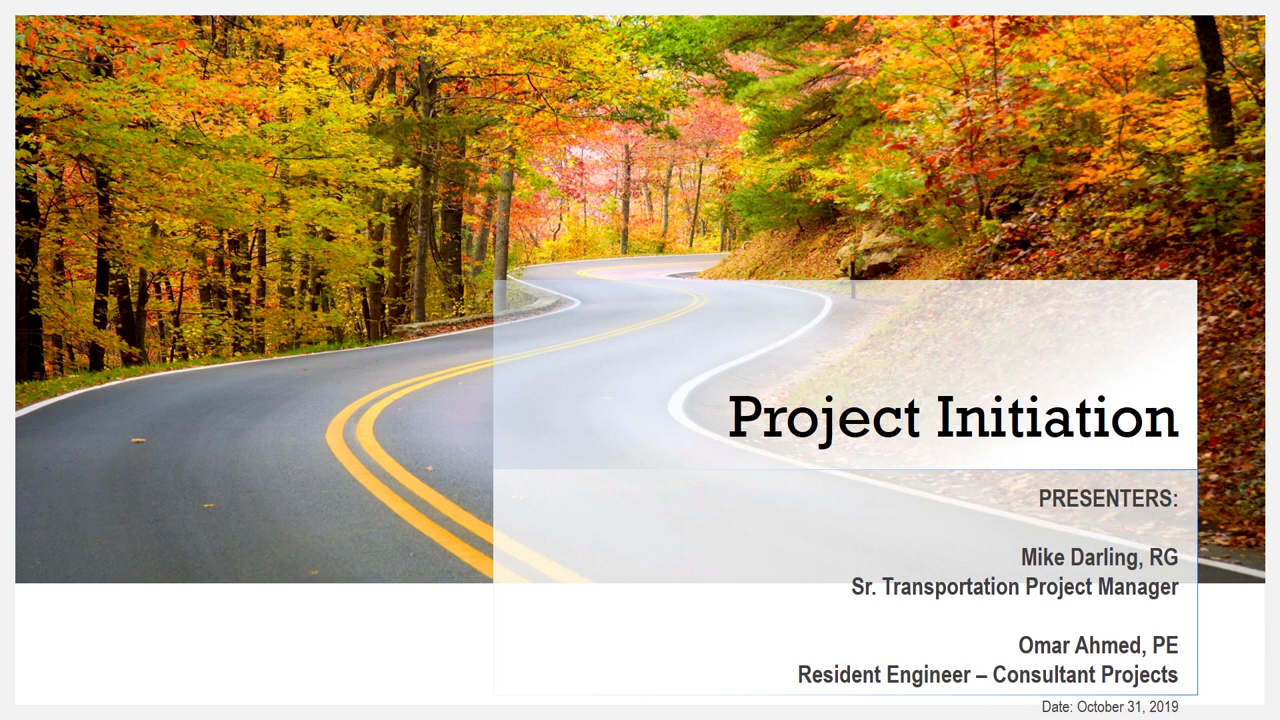 Project Initiation
PRESENTERS:
Mike Darling, RG
Sr. Transportation Project Manager
Omar Ahmed, PE
Resident Engineer – Consultant Projects
Date: October 31, 2019